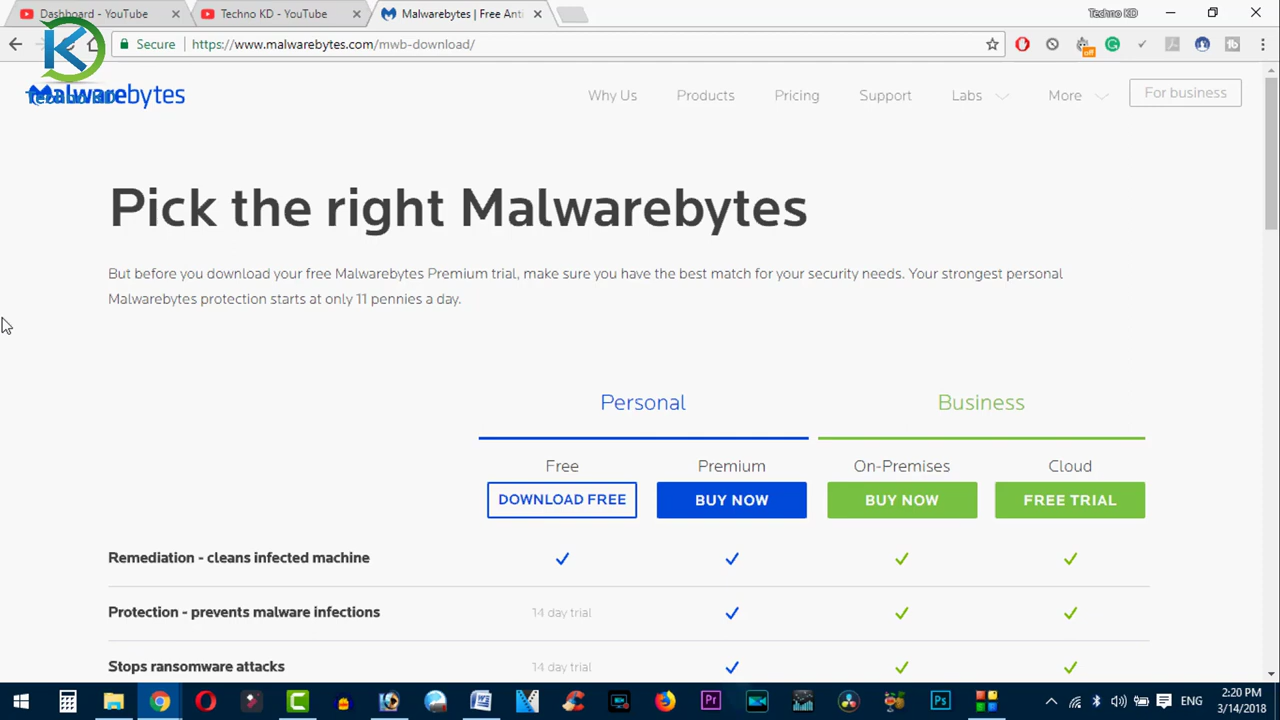 Dashboard - YouTube
Techno KD - YouTube
Malwarebytes | Free Anti
Techno KD
Secure
https://www.malwarebytes.com/mwb-download/
off
Malwarebytes
Techno KD
Why Us
Products
Pricing
Support
Labs
More
For business
Pick the right Malwarebytes
But before you download your free Malwarebytes Premium trial, make sure you have the best match for your security needs. Your strongest personal
Malwarebytes protection starts at only 11 pennies a day.
Personal
Business
Free
Premium
On-Premises
Cloud
DOWNLOAD FREE
BUY NOW
BUY NOW
FREE TRIAL
Remediation - cleans infected machine
Protection - prevents malware infections
14 day trial
Stops ransomware attacks
14 day trial
ENG
2:20 PM
3/14/2018